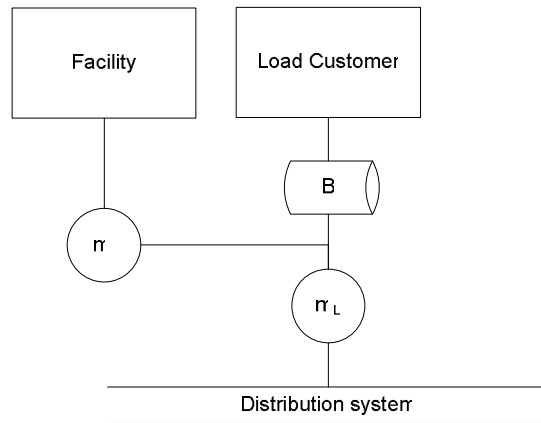 Facility
Load Customer
B
m
m L
Distribution system